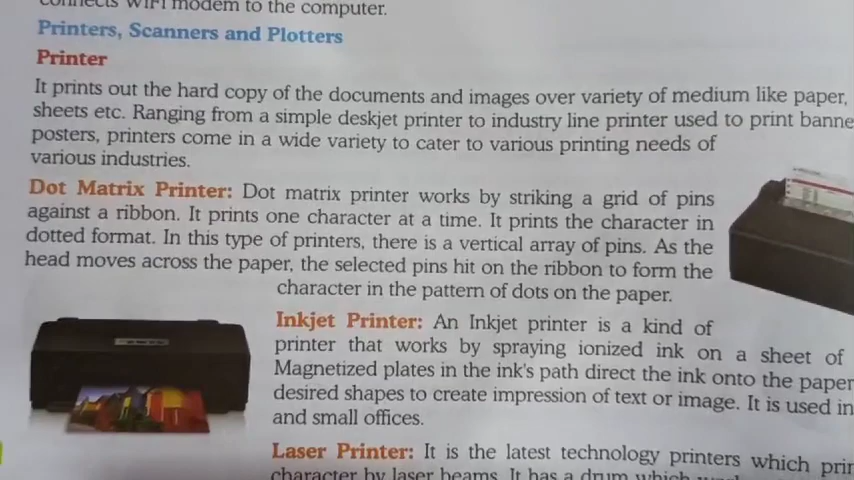 connects WiFi modem to the computer.
Printers, Scanners and Plotters
Printer
It prints out the hard copy of the documents and images over variety of medium like paper,
sheets etc. Ranging from a simple deskjet printer to industry line printer used to print banne
posters, printers come in a wide variety to cater to various printing needs of
various industries.
Dot Matrix Printer: Dot matrix printer works by striking a grid of pins
against a ribbon. It prints one character at a time. It prints the character in
dotted format. In this type of printers, there is a vertical array of pins. As the
head moves across the paper, the selected pins hit on the ribbon to form the
character in the pattern of dots on the paper.
Inkjet Printer: An Inkjet printer is a kind of
printer that works by spraying ionized ink on a sheet of
Magnetized plates in the ink's path direct the ink onto the paper
desired shapes to create impression of text or image. It is used in
and small offices.
Laser Printer: It is the latest technology printers which prin
character by laser beams. It has a drum which